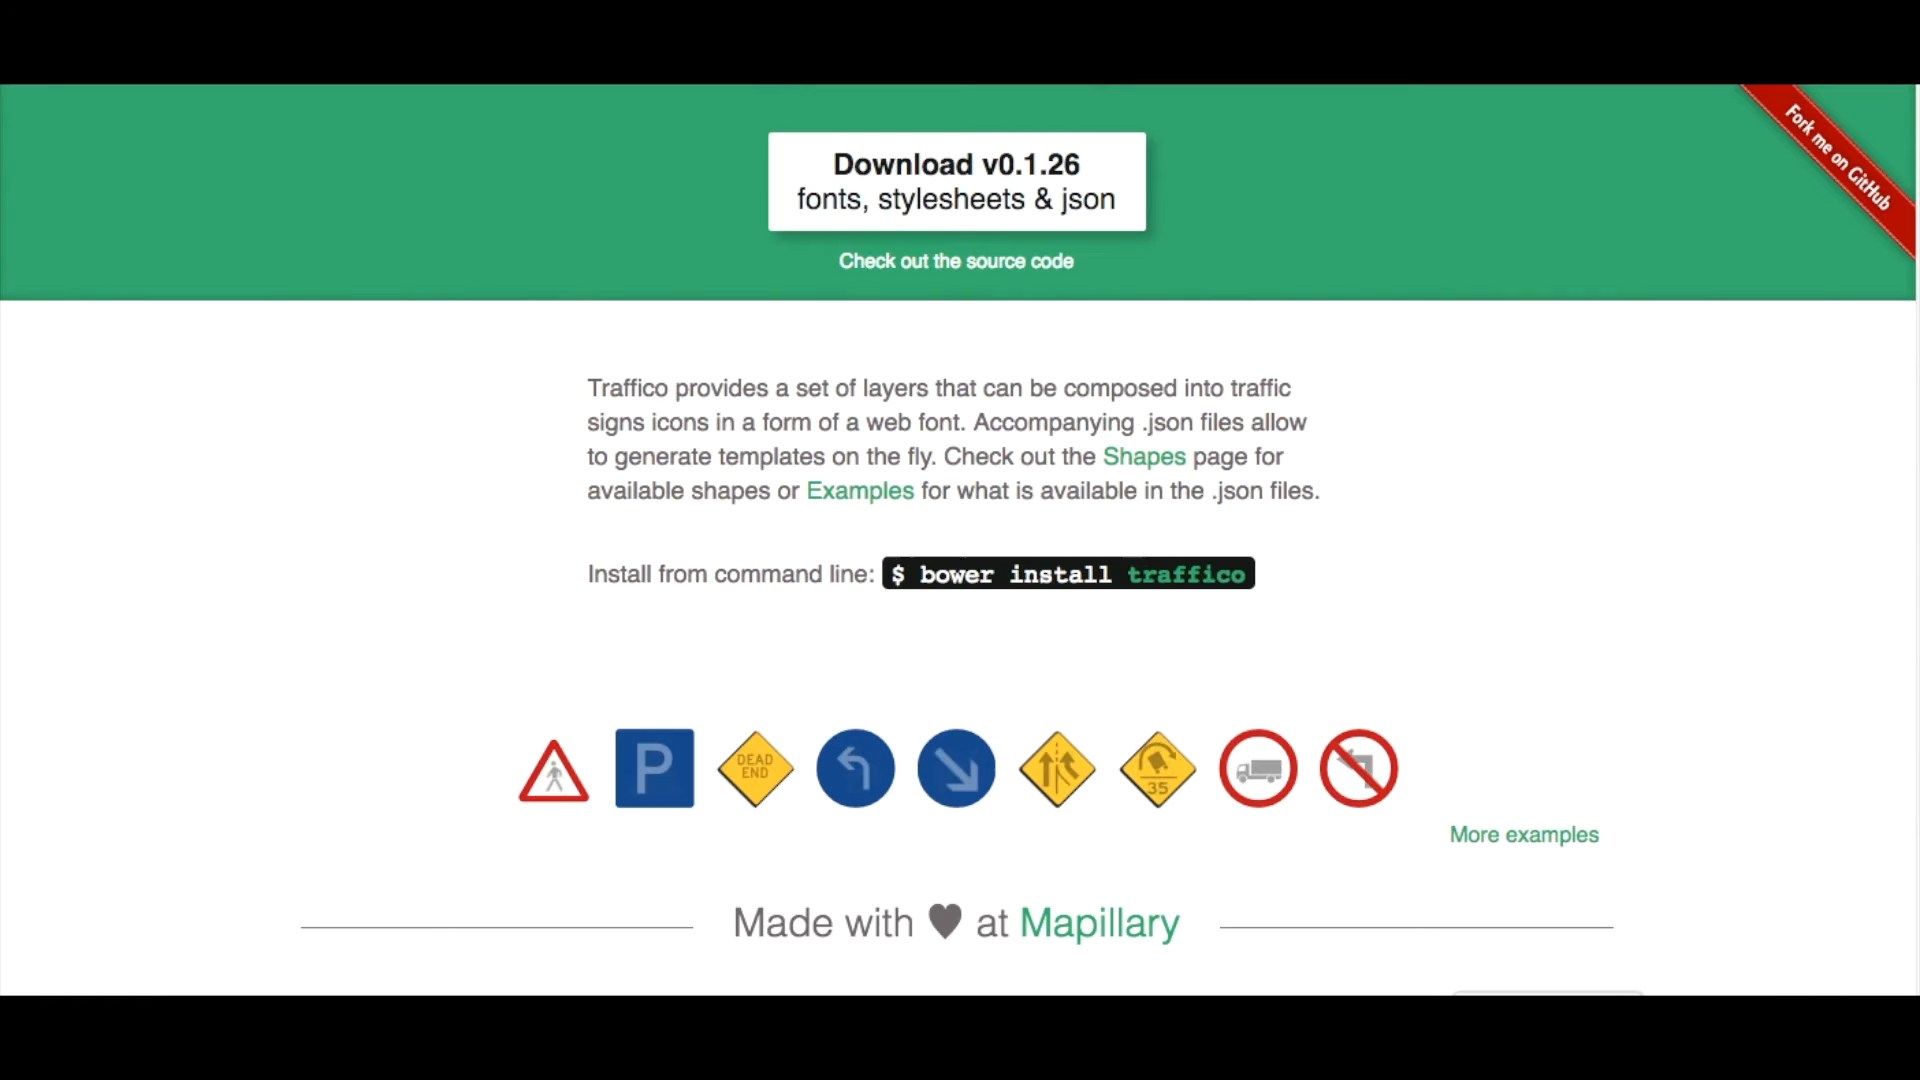 Download v0.1.26
fonts, stylesheets & json
Check out the source code
Fork me on GitHub
Traffico provides a set of layers that can be composed into traffic
signs icons in a form of a web font. Accompanying .json files allow
to generate templates on the fly. Check out the Shapes page for
available shapes or Examples for what is available in the .json files.
Install from command line: $ bower install traffico
P
DEAD
END
35
More examples
Made with ♥ at Mapillary